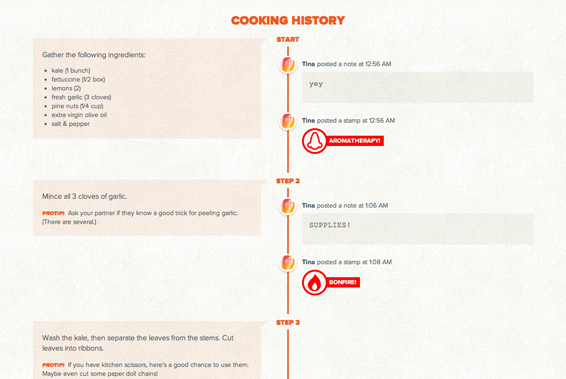 COOKING HISTORY
START
Gather the following ingredients:
kale (1 bunch)
fettuccine (1/2 box)
lemons (2)
fresh garlic (3 cloves)
pine nuts (1/4 cup)
extra virgin olive oil
salt & pepper
Tina posted a note at 12:56 AM
yey
Tina posted a stamp at 12:56 AM
AROMATHERAPY!
STEP 2
Mince all 3 cloves of garlic.
PROTIP! Ask your partner if they know a good trick for peeling garlic.
(There are several.)
Tina posted a note at 1:06 AM
SUPPLIES!
Tina posted a stamp at 1:08 AM
BONFIRE!
STEP 3
Wash the kale, then separate the leaves from the stems. Cut
leaves into ribbons.
PROTIP! If you have kitchen scissors, here's a good chance to use them.
Maybe even cut some paper doll chains!